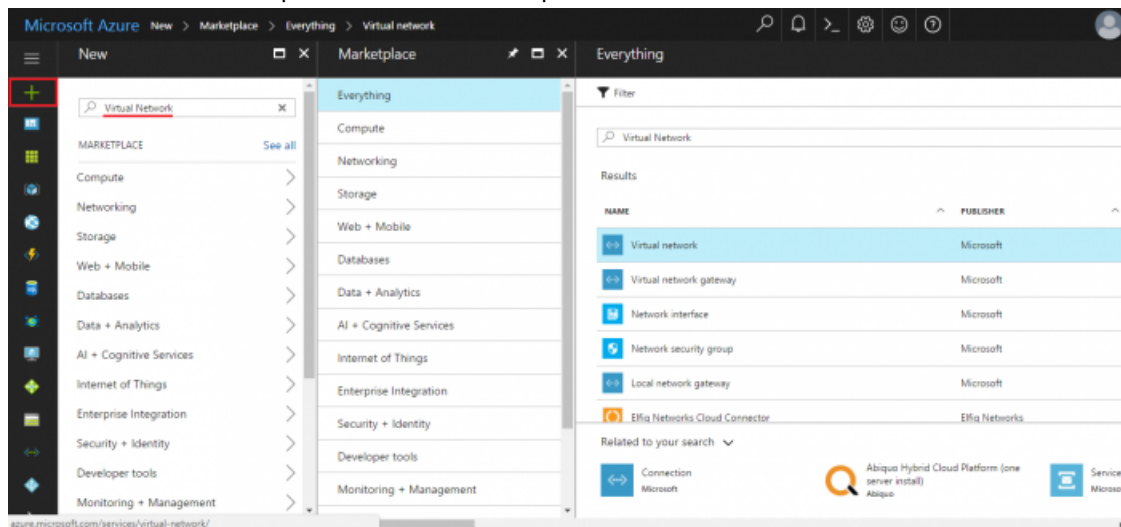 Microsoft Azure New > Marketplace > Everything > Virtual network
New
Virtual Network
MARKETPLACE See all
Compute
Networking
Storage
Web + Mobile
Databases
Data + Analytics
AI + Cognitive Services
Internet of Things
Enterprise Integration
Security + Identity
Developer tools
Monitoring + Management
azure.microsoft.com/services/virtual-network/
Marketplace
Everything
Compute
Networking
Storage
Web + Mobile
Databases
Data + Analytics
AI + Cognitive Services
Internet of Things
Enterprise Integration
Security + Identity
Developer tools
Monitoring + Management
Everything
Filter
Virtual Network
Results
NAME PUBLISHER
Virtual network Microsoft
Virtual network gateway Microsoft
Network interface Microsoft
Network security group Microsoft
Local network gateway Microsoft
Elfiq Networks Cloud Connector Elfiq Networks
Related to your search
Connection
Microsoft
Abiquo Hybrid Cloud Platform (one
server install)
Abiquo
Service